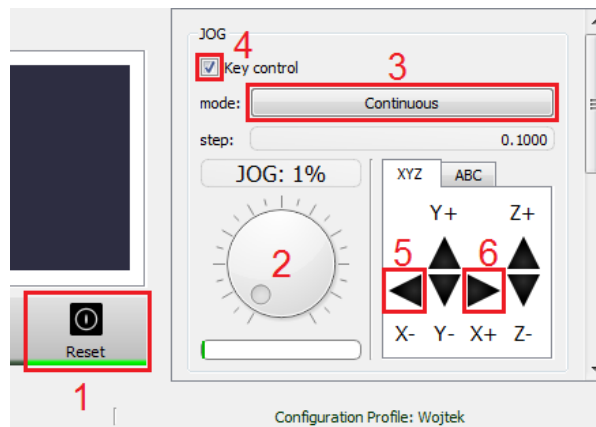 JOG
4
Key control
3
mode: Continuous
step: 0.1000
JOG: 1%
XYZ ABC
Y+ Z+
2
5 6
X- Y- X+ Z-
Reset
1
Configuration Profile: Wojtek